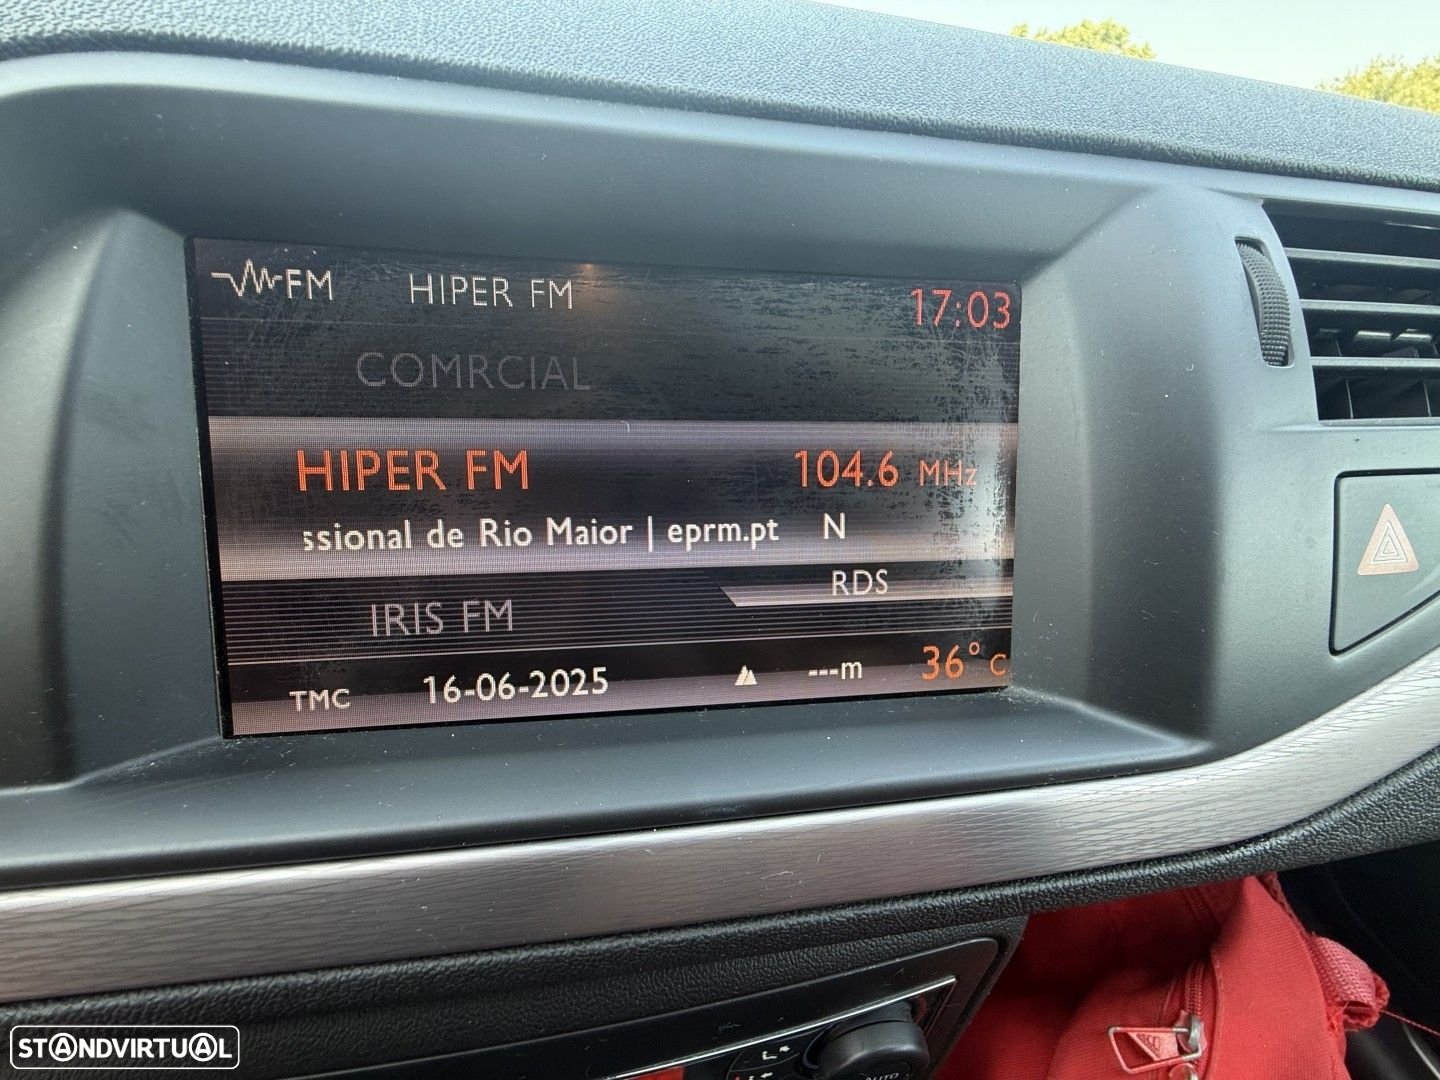 FM HIPER FM 17:03
COMRCIAL
HIPER FM 104.6 MHz
ssional de Rio Maior | eprm.pt N
RDS
IRIS FM
TMC 16-06-2025 ---m 36°C
AUTO
STANDVIRTUAL